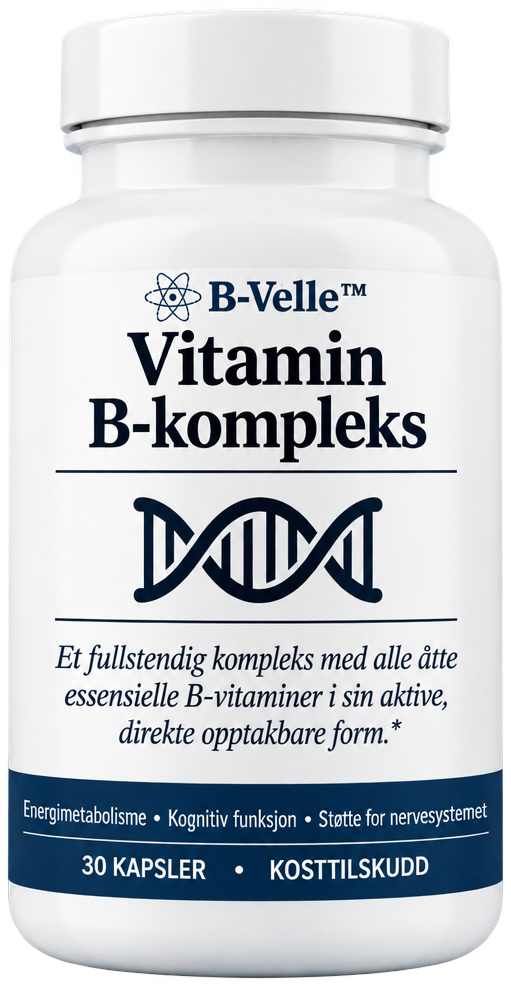 B-Velle™
Vitamin
B-kompleks
Et fullstendig kompleks med alle åtte
essensielle B-vitaminer i sin aktive,
direkte opptakbare form.*
Energimetabolisme • Kognitiv funksjon • Støtte for nervesystemet
30 KAPSLER • KOSTTILSKUDD